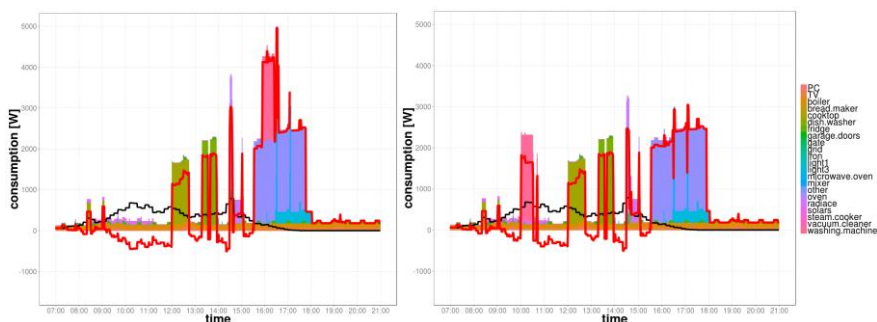 consumption [W]
5000
4000
3000
2000
1000
0
-1000
07:00 08:00 09:00 10:00 11:00 12:00 13:00 14:00 15:00 16:00 17:00 18:00 19:00 20:00 21:00
time
consumption [W]
5000
4000
3000
2000
1000
0
-1000
07:00 08:00 09:00 10:00 11:00 12:00 13:00 14:00 15:00 16:00 17:00 18:00 19:00 20:00 21:00
time
PC
TV
boiler
bread.maker
cooktop
dish.washer
fridge
garage.doors
gate
grid
iron
light1
light3
microwave.oven
mixer
other
oven
radiace
solars
steam.cooker
vacuum.cleaner
washing.machine